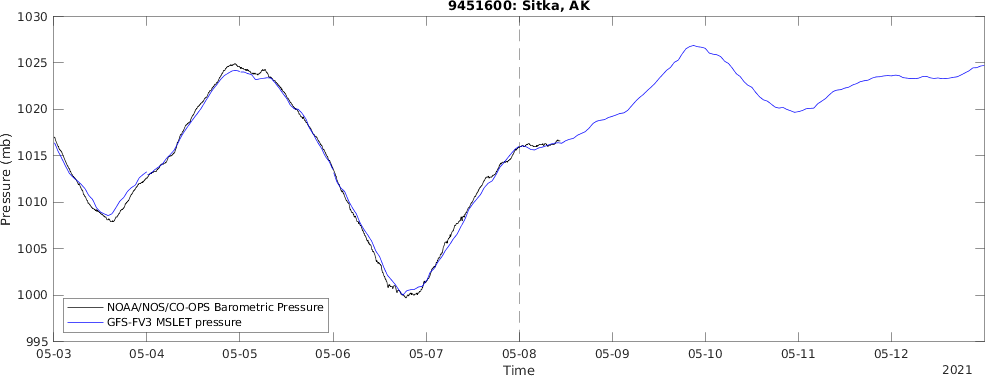 9451600: Sitka, AK
1030
1025
1020
1015
1010
1005
1000
995
Pressure (mb)
NOAA/NOS/CO-OPS Barometric Pressure
GFS-FV3 MSLET pressure
05-03 05-04 05-05 05-06 05-07 05-08 05-09 05-10 05-11 05-12
Time
2021